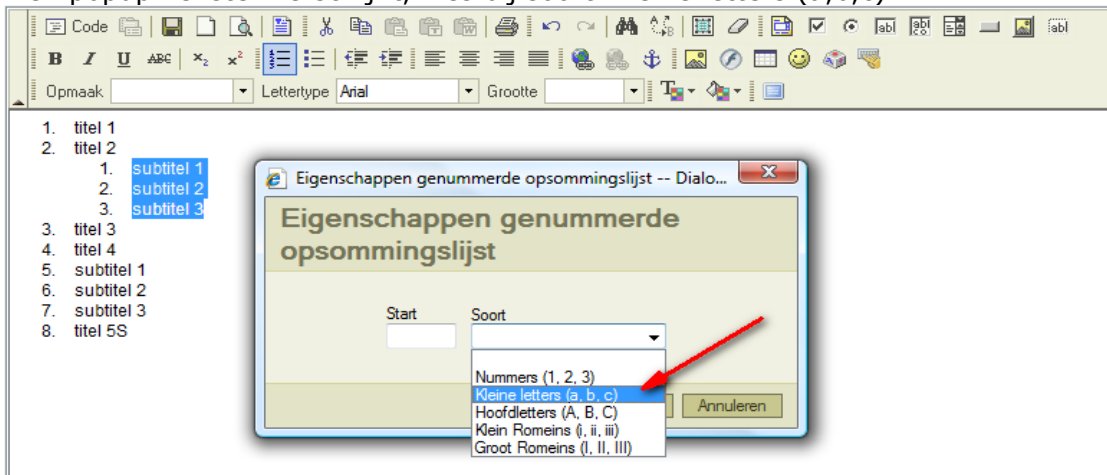 Code
B I U ABC x₂ x²
Opmaak Lettertype Arial Grootte
1. titel 1
2. titel 2
1. subtitel 1
2. subtitel 2
3. subtitel 3
3. titel 3
4. titel 4
5. subtitel 1
6. subtitel 2
7. subtitel 3
8. titel 5S
Eigenschappen genummerde opsommingslijst -- Dialo...
Eigenschappen genummerde
opsommingslijst
Start Soort
Nummers (1, 2, 3)
Kleine letters (a, b, c)
Hoofdletters (A, B, C)
Klein Romeins (i, ii, iii)
Groot Romeins (I, II, III)
Annuleren